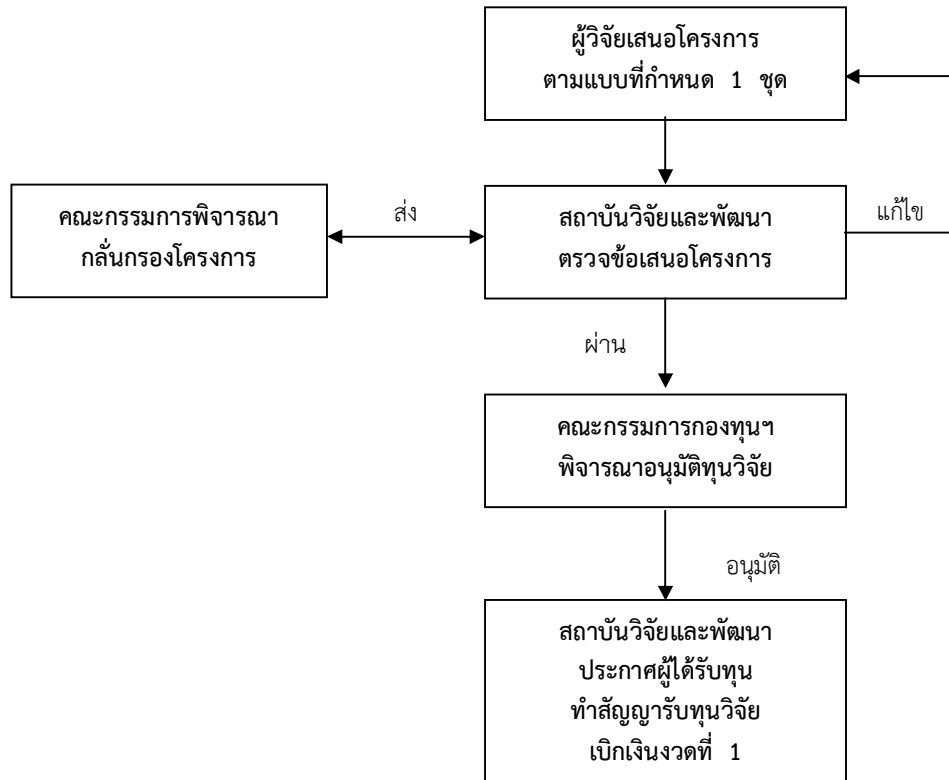 ผู้วิจัยเสนอโครงการ
ตามแบบที่กำหนด 1 ชุด
คณะกรรมการพิจารณา
กลั่นกรองโครงการ
ส่ง
สถาบันวิจัยและพัฒนา
ตรวจข้อเสนอโครงการ
แก้ไข
ผ่าน
คณะกรรมการกองทุนฯ
พิจารณาอนุมัติทุนวิจัย
อนุมัติ
สถาบันวิจัยและพัฒนา
ประกาศผู้ได้รับทุน
ทำสัญญารับทุนวิจัย
เบิกเงินงวดที่ 1